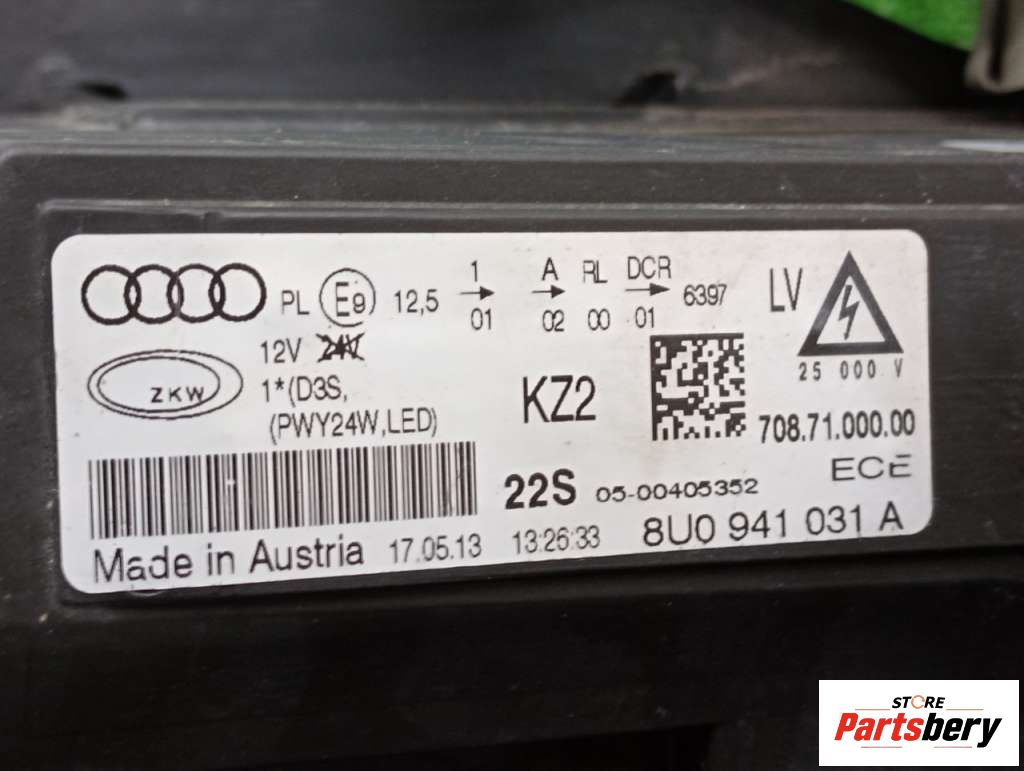 PL E9 12,5 1 01 A 02 RL 00 DCR 01 6397 LV
12V 24V
ZKW
1*(D3S,
(PWY24W,LED)
KZ2
25 000 V
708.71.000.00
ECE
22S 05-00405352
Made in Austria 17.05.13 13:26:33 8U0 941 031 A
STORE
Partsbery